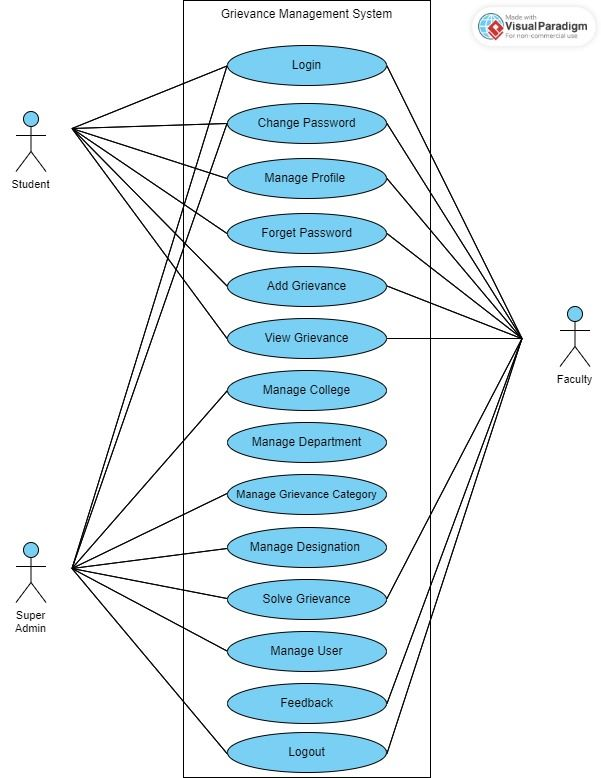 Grievance Management System
Made with
VisualParadigm
For non-commercial use
Login
Change Password
Manage Profile
Forget Password
Add Grievance
View Grievance
Manage College
Manage Department
Manage Grievance Category
Manage Designation
Solve Grievance
Manage User
Feedback
Logout
Student
Super
Admin
Faculty